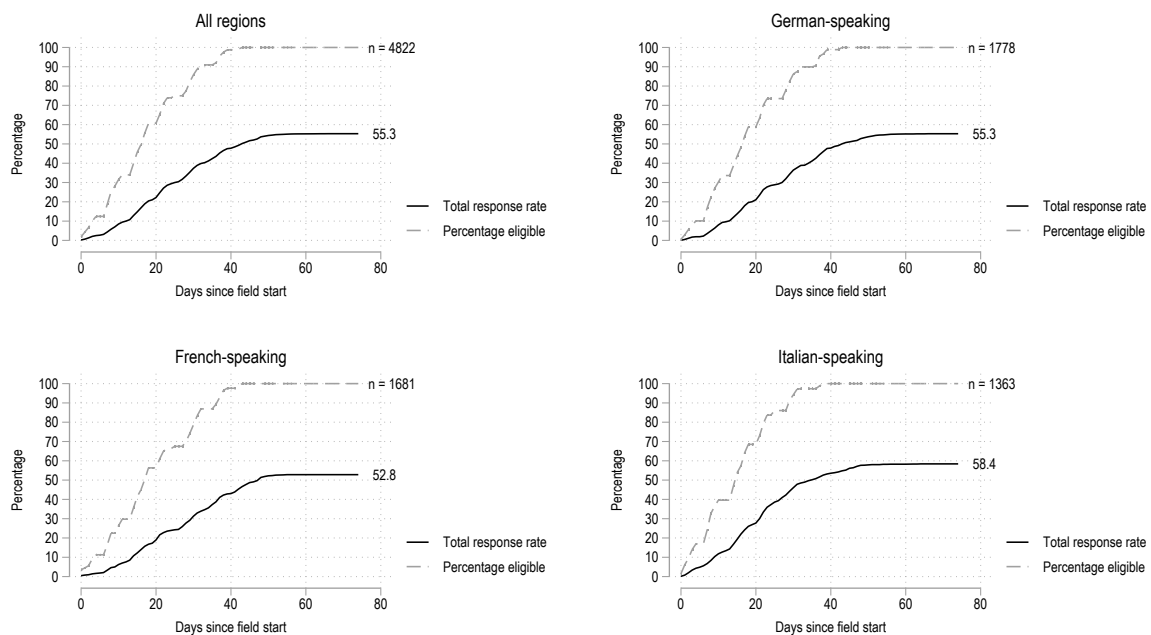 All regions
100
90
80
70
60
50
40
30
20
10
0
Percentage
n = 4822
55.3
Total response rate
Percentage eligible
0 20 40 60 80
Days since field start
German-speaking
100
90
80
70
60
50
40
30
20
10
0
Percentage
n = 1778
55.3
Total response rate
Percentage eligible
0 20 40 60 80
Days since field start
French-speaking
100
90
80
70
60
50
40
30
20
10
0
Percentage
n = 1681
52.8
Total response rate
Percentage eligible
0 20 40 60 80
Days since field start
Italian-speaking
100
90
80
70
60
50
40
30
20
10
0
Percentage
n = 1363
58.4
Total response rate
Percentage eligible
0 20 40 60 80
Days since field start